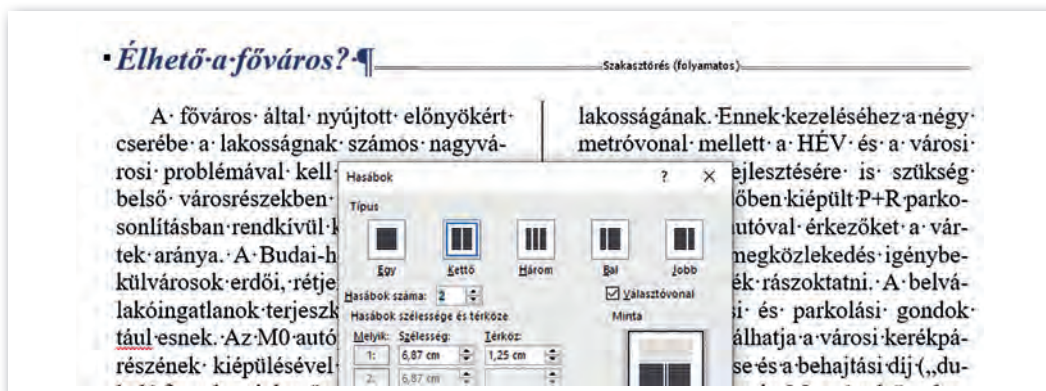 Élhető a főváros? ¶
Szakasztörés (folyamatos)
A főváros által nyújtott előnyökért
cserébe a lakosságnak számos nagyvá-
rosi problémával kell
belső városrészekben
sonlításban rendkívül
tek aránya. A Budai-h
külvárosok erdői, rétje
lakóingatlanok terjeszk
tául esnek. Az M0 autó
részének kiépülésével
lakosságának. Ennek kezeléséhez a négy
metróvonal mellett a HÉV és a városi
ejlesztésére is szükség
őben kiépült P+R parko-
utóval érkezőket a vár-
megközlekedés igénybe-
ek rászoktatni. A belvá-
si és parkolási gondok
álhatja a városi kerékpá-
se és a behajtási díj („du-
Hasábok ? ×
Típus
Egy Kettő Három Bal Jobb
Hasábok száma: 2
Választóvonal
Hasábok szélessége és térköze
Minta
Melyik: Szélesség: Térköz:
1: 6,87 cm 1,25 cm
2: 6,87 cm